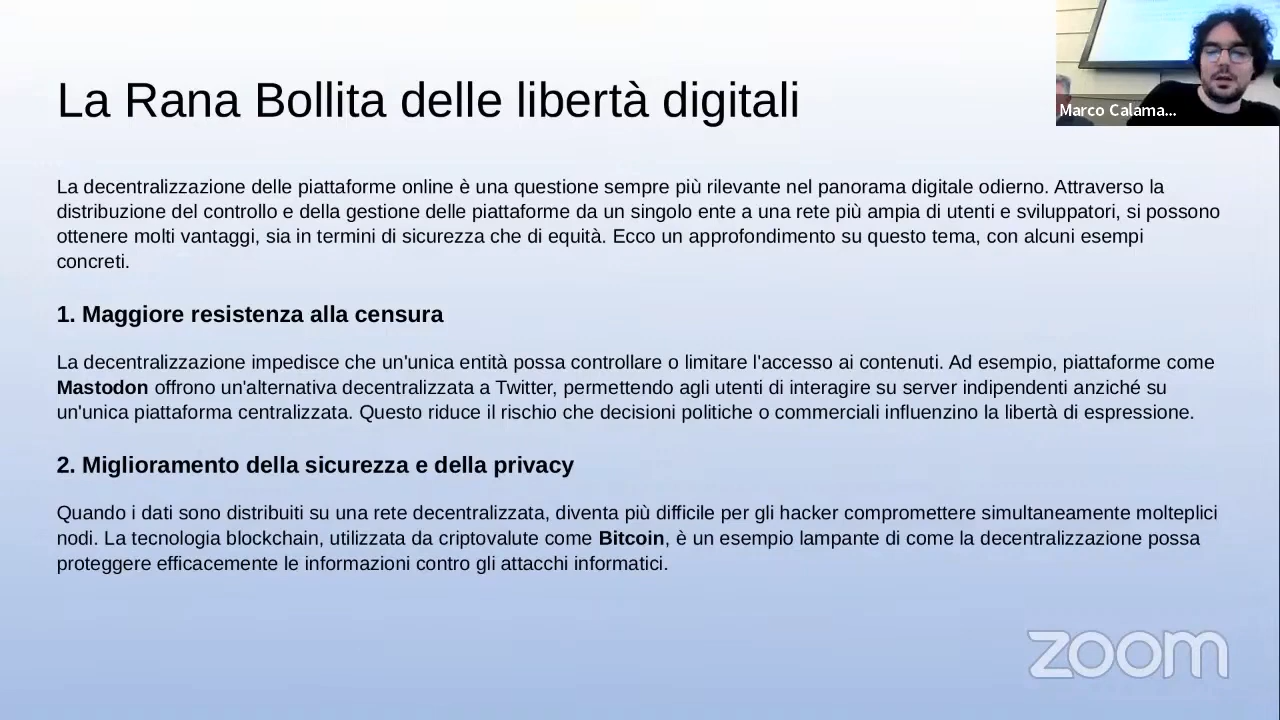 La Rana Bollita delle libertà digitali
Marco Calama...
La decentralizzazione delle piattaforme online è una questione sempre più rilevante nel panorama digitale odierno. Attraverso la
distribuzione del controllo e della gestione delle piattaforme da un singolo ente a una rete più ampia di utenti e sviluppatori, si possono
ottenere molti vantaggi, sia in termini di sicurezza che di equità. Ecco un approfondimento su questo tema, con alcuni esempi
concreti.
1. Maggiore resistenza alla censura
La decentralizzazione impedisce che un'unica entità possa controllare o limitare l'accesso ai contenuti. Ad esempio, piattaforme come
Mastodon offrono un'alternativa decentralizzata a Twitter, permettendo agli utenti di interagire su server indipendenti anziché su
un'unica piattaforma centralizzata. Questo riduce il rischio che decisioni politiche o commerciali influenzino la libertà di espressione.
2. Miglioramento della sicurezza e della privacy
Quando i dati sono distribuiti su una rete decentralizzata, diventa più difficile per gli hacker compromettere simultaneamente molteplici
nodi. La tecnologia blockchain, utilizzata da criptovalute come Bitcoin, è un esempio lampante di come la decentralizzazione possa
proteggere efficacemente le informazioni contro gli attacchi informatici.
zoom